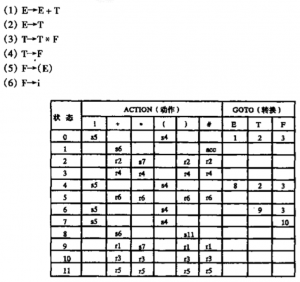 (1) E→E+T
(2) E→T
(3) T→T*F
(4) T→F
(5) F→(E)
(6) F→i
状态 ACTION(动作) GOTO(转换)
i + * ( ) # E T F
0 s5 s4 1 2 3
1 s6 acc
2 r2 s7 r2 r2
3 r4 r4 r4 r4
4 s5 s4 8 2 3
5 r6 r6 r6 r6
6 s5 s4 9 3
7 s5 s4 10
8 s6 s11
9 r1 s7 r1 r1
10 r3 r3 r3 r3
11 r5 r5 r5 r5